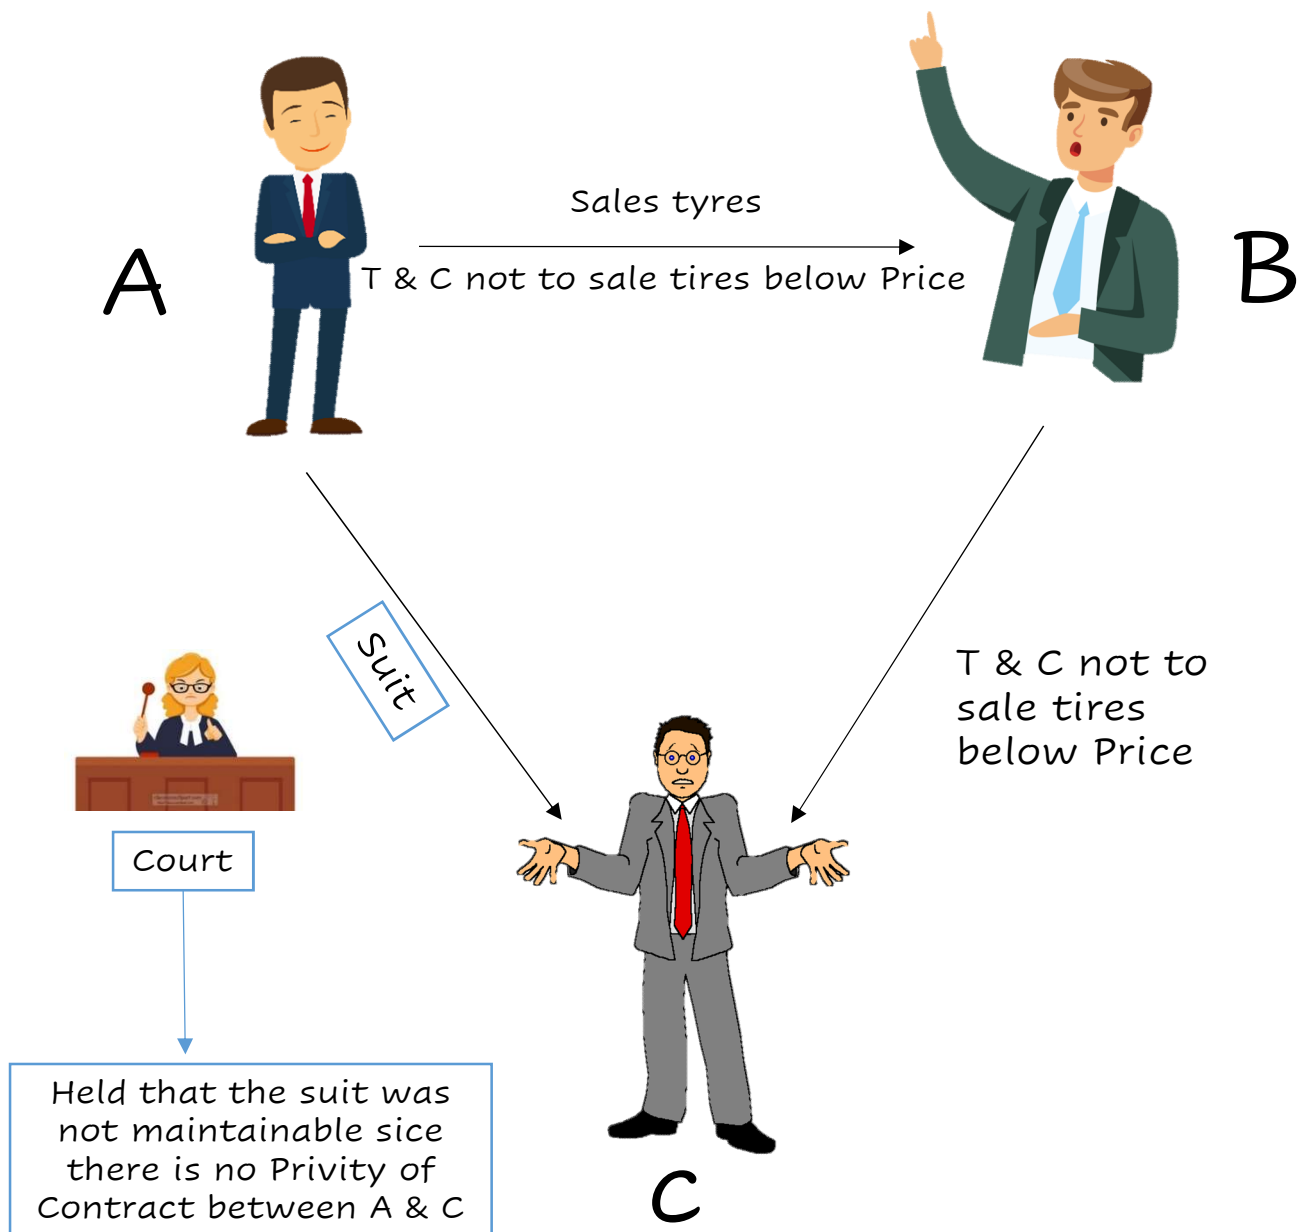 Sales tyres
A
T & C not to sale tires below Price
B
Suit
T & C not to
sale tires
below Price
Court
Held that the suit was
not maintainable sice
there is no Privity of
Contract between A & C
C